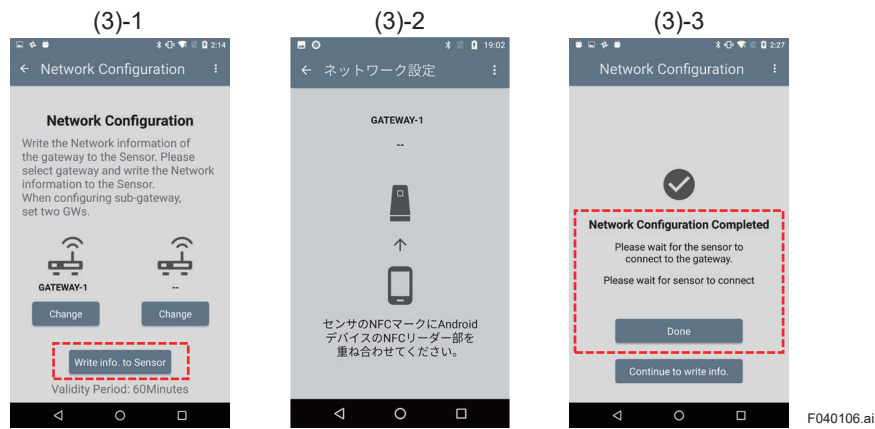 (3)-1
2:14
← Network Configuration
Network Configuration
Write the Network information of
the gateway to the Sensor. Please
select gateway and write the Network
information to the Sensor.
When configuring sub-gateway,
set two GWs.
GATEWAY-1
--
Change
Change
Write info. to Sensor
Validity Period: 60Minutes
(3)-2
19:02
← ネットワーク設定
GATEWAY-1
--
センサのNFCマークにAndroid
デバイスのNFCリーダー部を
重ね合わせてください。
(3)-3
2:27
Network Configuration
Network Configuration Completed
Please wait for the sensor to
connect to the gateway.
Please wait for sensor to connect
Done
Continue to write info.
F040106.ai